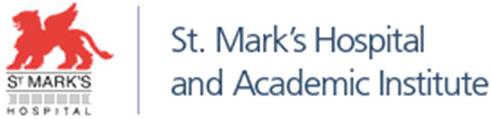 ST MARK'S
HOSPITAL
St. Mark's Hospital
and Academic Institute